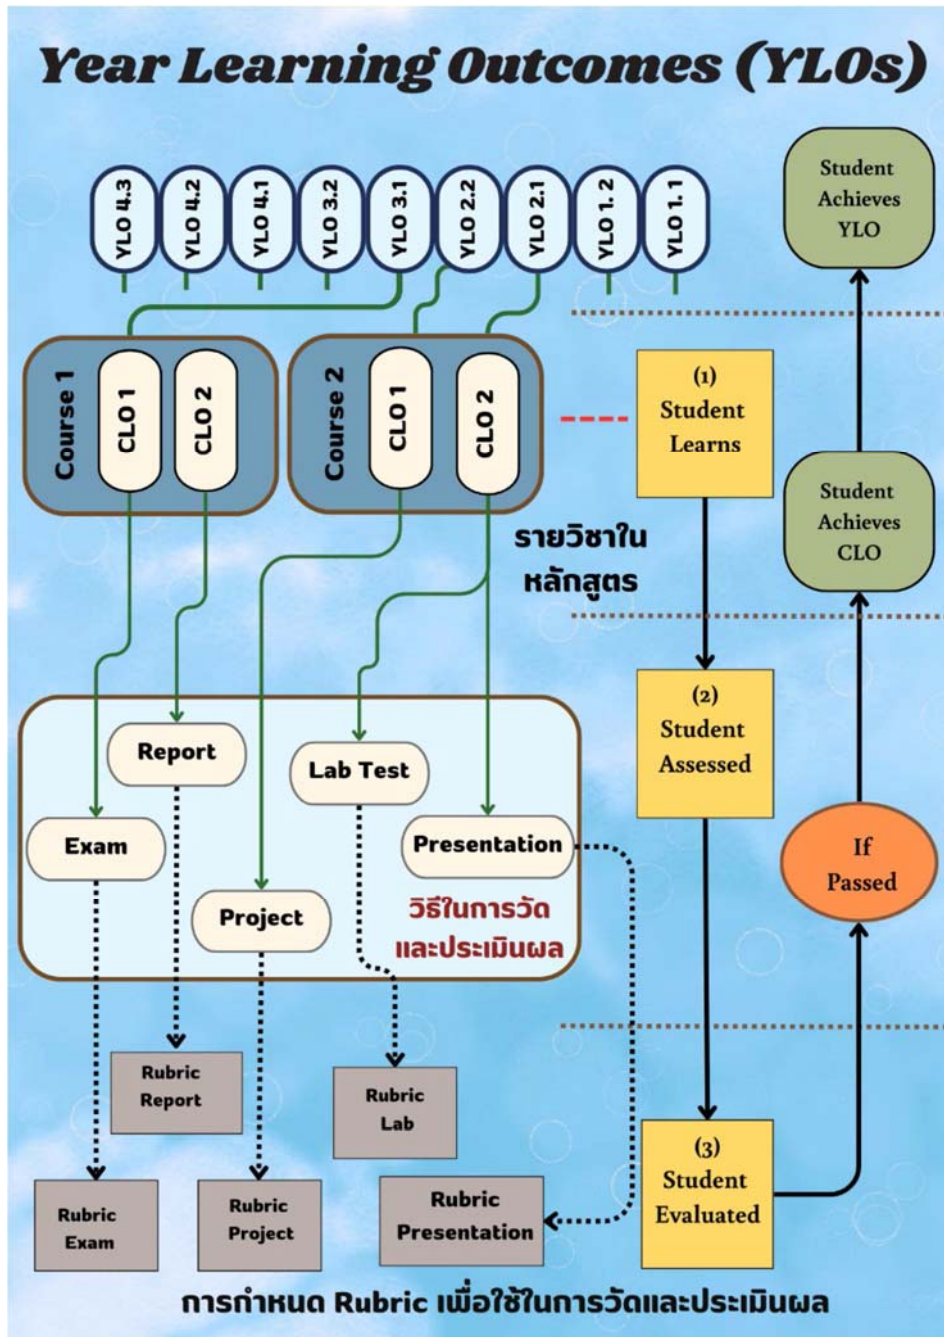 Year Learning Outcomes (YLOs)
YLO 4.3
YLO 4.2
YLO 4.1
YLO 3.2
YLO 3.1
YLO 2.2
YLO 2.1
YLO 1. 2
YLO 1. 1
Student
Achieves
YLO
Course 1
CLO 1
CLO 2
Course 2
CLO 1
CLO 2
(1)
Student
Learns
Student
Achieves
CLO
รายวิชาใน
หลักสูตร
(2)
Student
Assessed
Report
Lab Test
Exam
Presentation
Project
วิธีในการวัด
และประเมินผล
If
Passed
Rubric
Report
Rubric
Lab
Rubric
Exam
Rubric
Project
Rubric
Presentation
(3)
Student
Evaluated
การกำหนด Rubric เพื่อใช้ในการวัดและประเมินผล